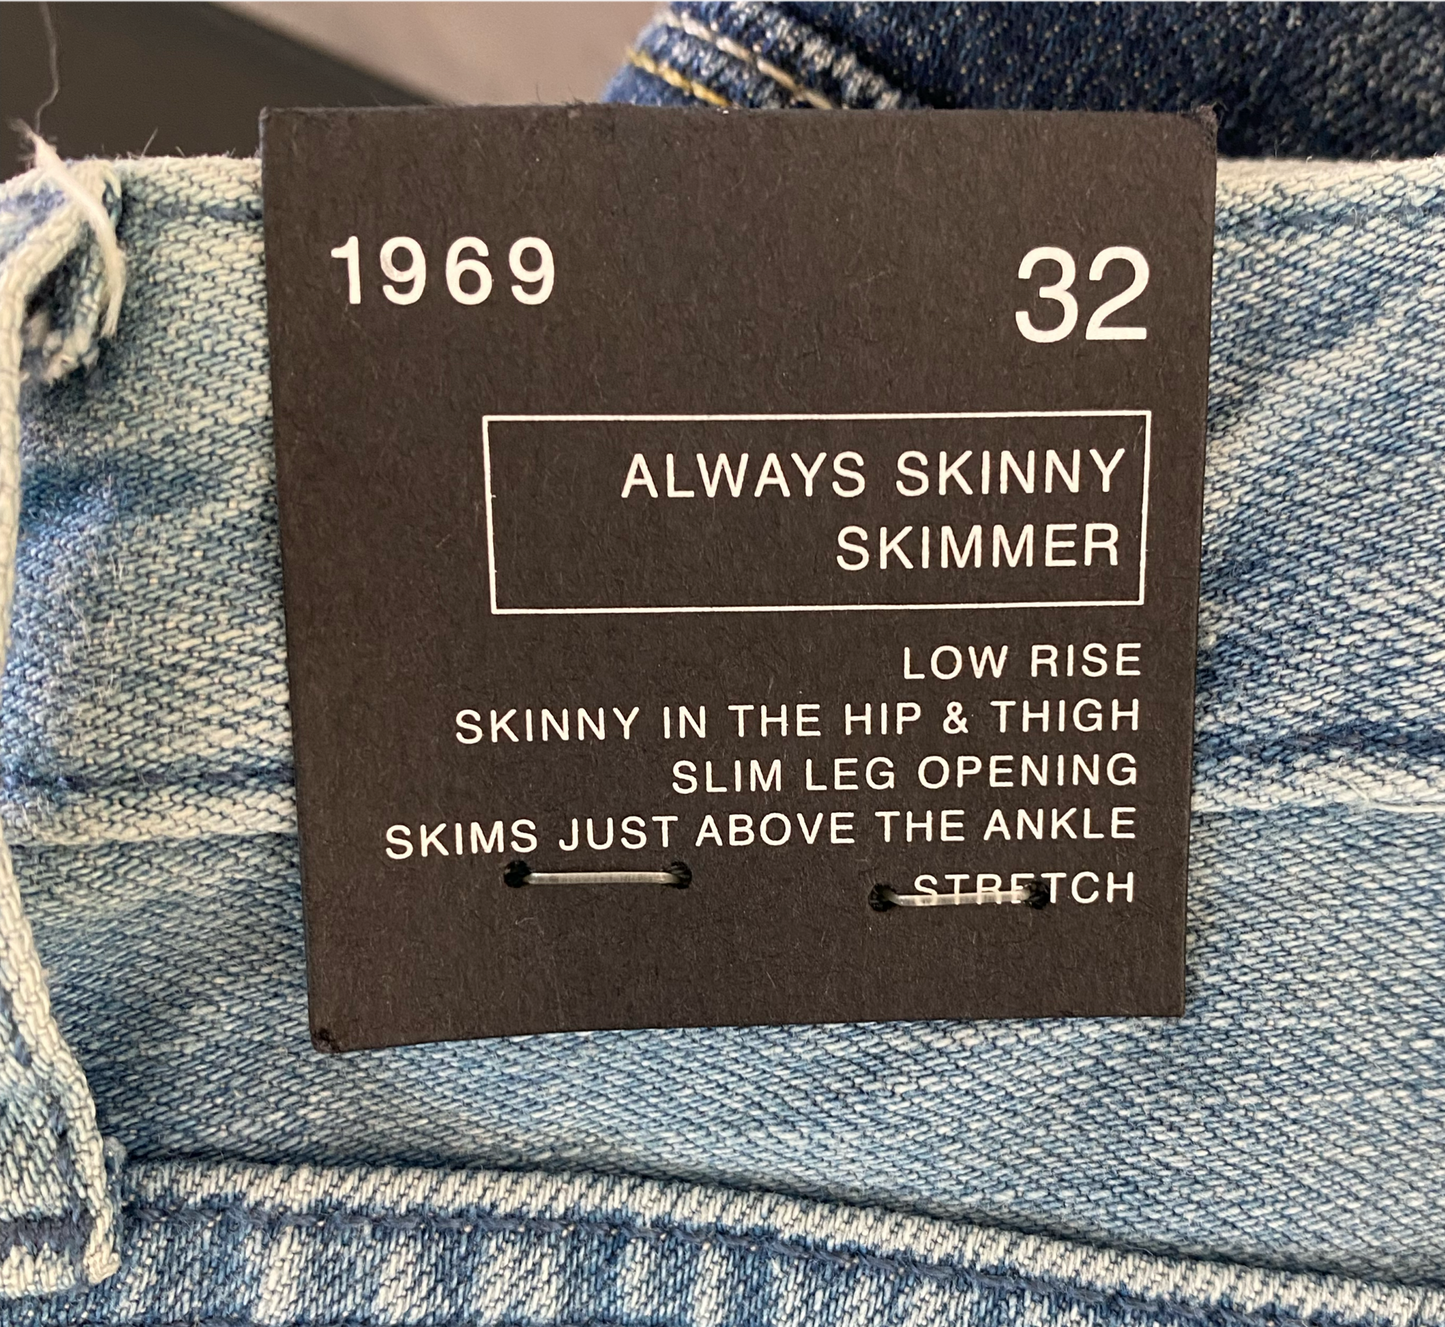 1969
32
ALWAYS SKINNY
SKIMMER
LOW RISE
SKINNY IN THE HIP & THIGH
SLIM LEG OPENING
SKIMS JUST ABOVE THE ANKLE
STRETCH